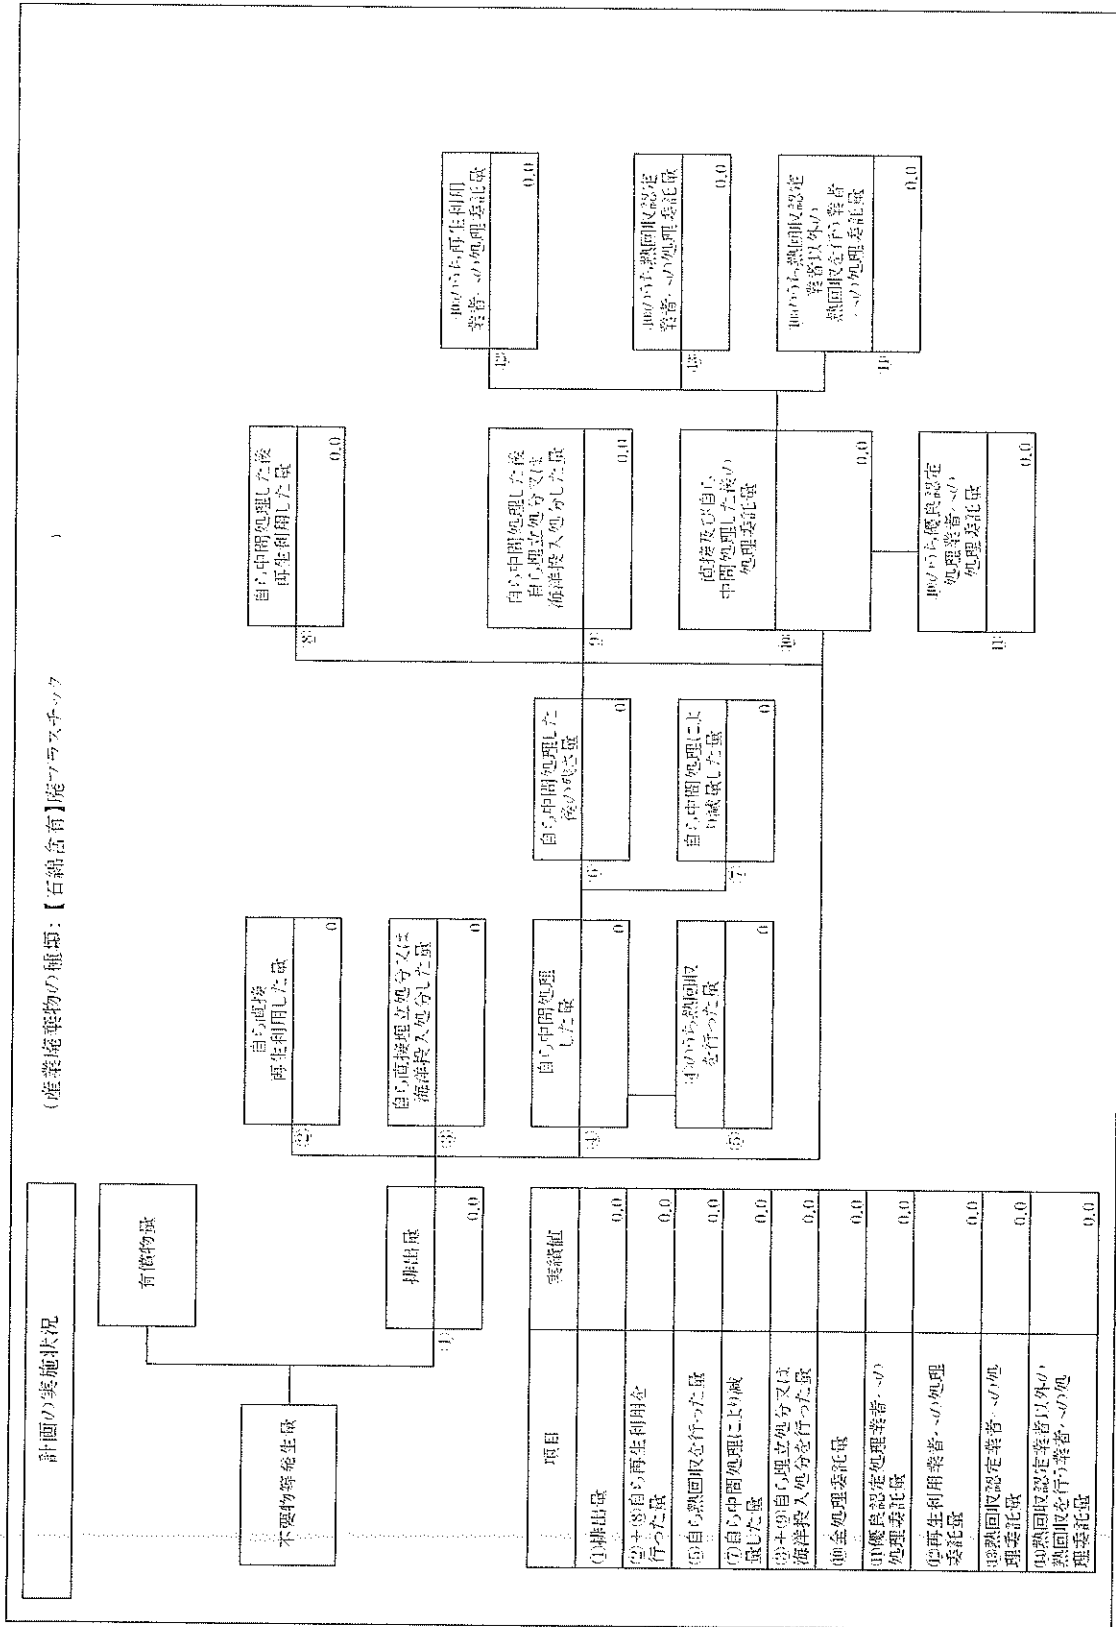 計画の実施状況
(産業廃棄物の種類:【石綿含有】廃プラスチック
)
不要物等発生量
有償物量
(1)
排出量
0.0
(2)
自ら直接
再生利用した量
0
(3)
自ら直接埋立処分又は
海洋投入処分した量
0
(4)
自ら中間処理
した量
0
(5)
(4)のうち熱回収
を行った量
0
(6)
自ら中間処理した
後の残さ量
0
(7)
自ら中間処理によ
り減量した量
0
(8)
自ら中間処理した後
再生利用した量
0.0
(9)
自ら中間処理した後
自ら埋立処分又は
海洋投入処分した量
0.0
(10)
直接及び自ら
中間処理した後の
処理委託量
0.0
(11)
(10)のうち優良認定
処理業者への
処理委託量
0.0
(12)
(10)のうち再生利用
業者への処理委託量
0.0
(13)
(10)のうち熱回収認定
業者への処理委託量
0.0
(14)
(10)のうち熱回収認定
業者以外の
熱回収を行う業者
への処理委託量
0.0
項目
実績値
(1)排出量
0.0
(2)+(8)自ら再生利用を
行った量
0.0
(5)自ら熱回収を行った量
0.0
(7)自ら中間処理により減
量した量
0.0
(3)+(9)自ら埋立処分又は
海洋投入処分を行った量
0.0
(10)全処理委託量
0.0
(11)優良認定処理業者への
処理委託量
0.0
(12)再生利用業者への処理
委託量
0.0
(13)熱回収認定業者への処
理委託量
0.0
(14)熱回収認定業者以外の
熱回収を行う業者への処
理委託量
0.0